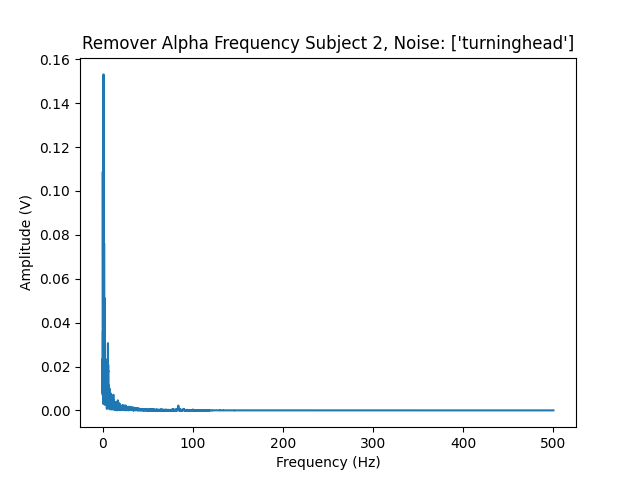 Remover Alpha Frequency Subject 2, Noise: ['turninghead']
0.16
0.14
0.12
0.10
0.08
0.06
0.04
0.02
0.00
Amplitude (V)
0 100 200 300 400 500
Frequency (Hz)